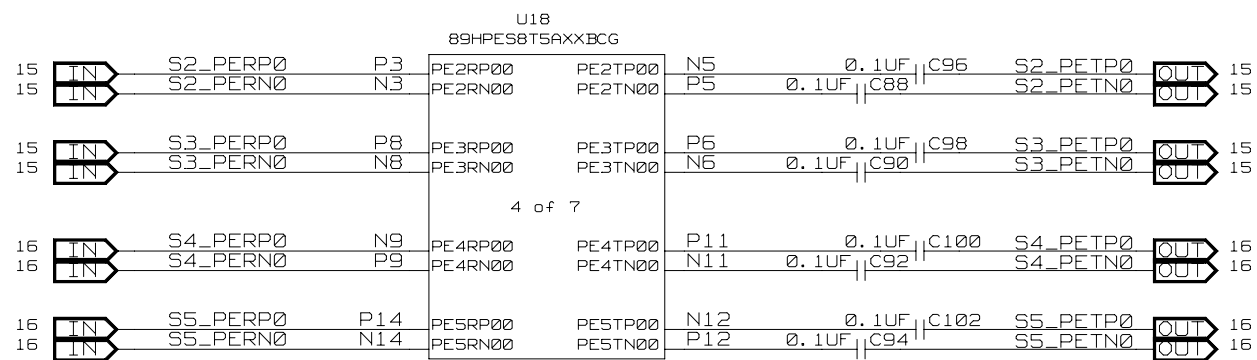 U18
89HPES8T5AXXBCG
15 IN S2_PERP0 P3 PE2RP00 PE2TP00 N5 0.1UF C96 S2_PETP0 OUT 15
15 IN S2_PERN0 N3 PE2RN00 PE2TN00 P5 0.1UF C88 S2_PETN0 OUT 15
15 IN S3_PERP0 P8 PE3RP00 PE3TP00 P6 0.1UF C98 S3_PETP0 OUT 15
15 IN S3_PERN0 N8 PE3RN00 PE3TN00 N6 0.1UF C90 S3_PETN0 OUT 15
4 of 7
16 IN S4_PERP0 N9 PE4RP00 PE4TP00 P11 0.1UF C100 S4_PETP0 OUT 16
16 IN S4_PERN0 P9 PE4RN00 PE4TN00 N11 0.1UF C92 S4_PETN0 OUT 16
16 IN S5_PERP0 P14 PE5RP00 PE5TP00 N12 0.1UF C102 S5_PETP0 OUT 16
16 IN S5_PERN0 N14 PE5RN00 PE5TN00 P12 0.1UF C94 S5_PETN0 OUT 16